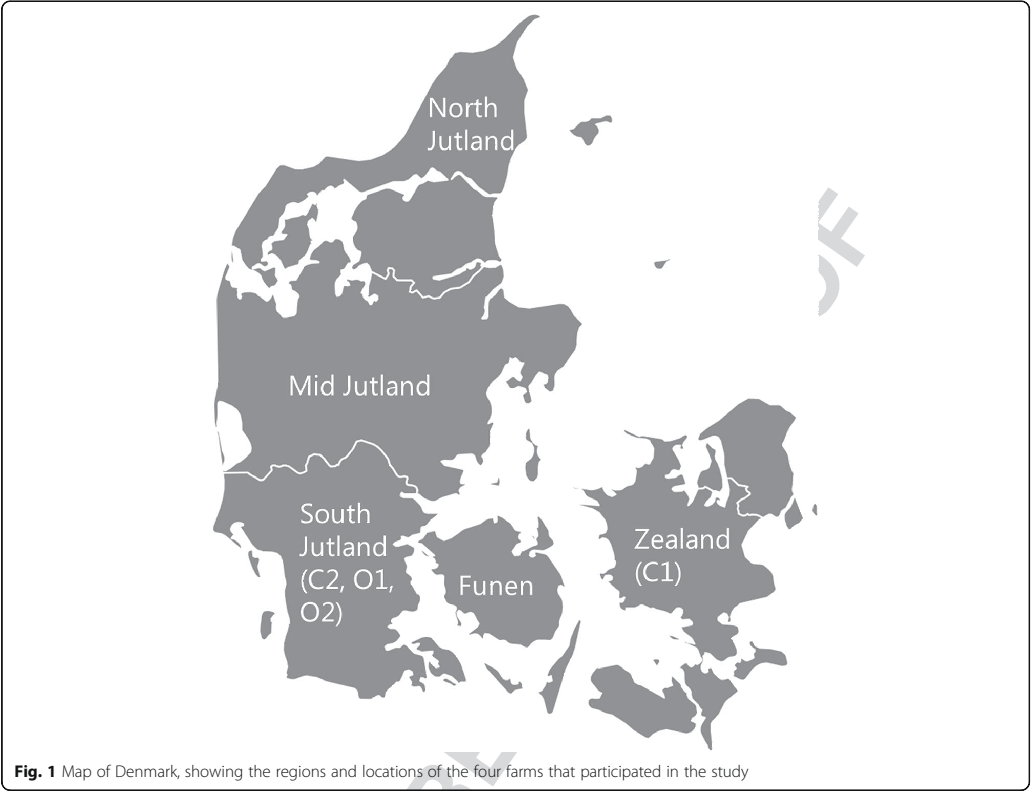 North
Jutland
Mid Jutland
South
Jutland
(C2, O1,
O2)
Funen
Zealand
(C1)
Fig. 1 Map of Denmark, showing the regions and locations of the four farms that participated in the study